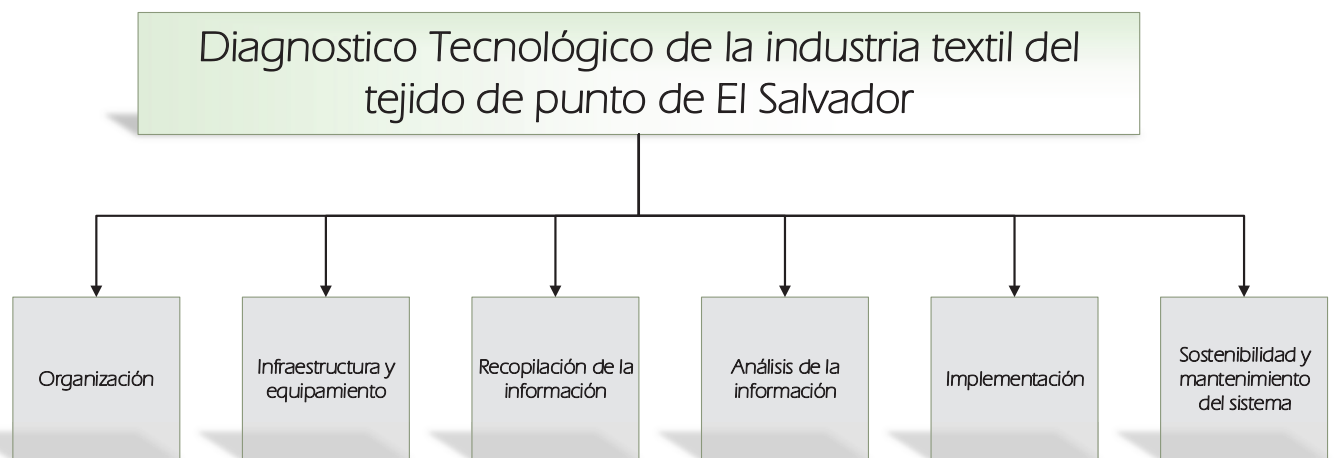 Diagnostico Tecnológico de la industria textil del
tejido de punto de El Salvador
Organización
Infraestructura y
equipamiento
Recopilación de la
información
Análisis de la
información
Implementación
Sostenibilidad y
mantenimiento
del sistema